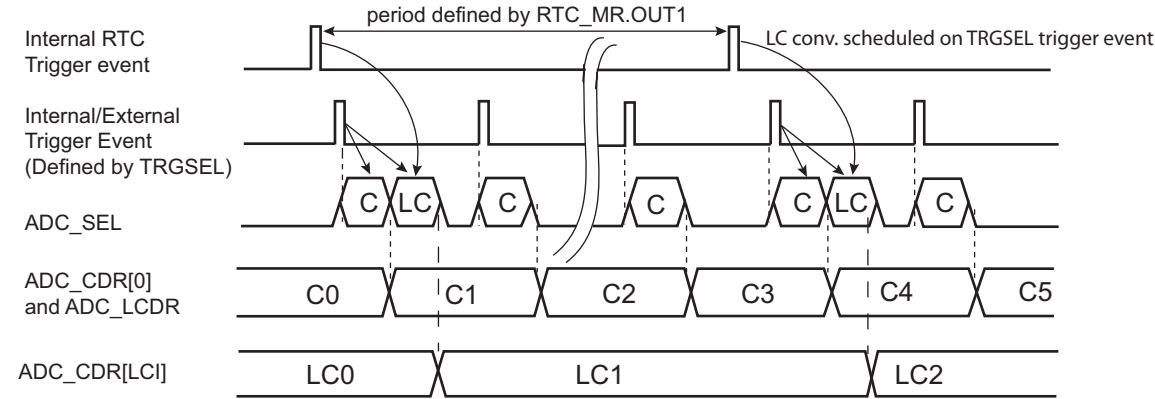 period defined by RTC_MR.OUT1
Internal RTC
Trigger event
LC conv. scheduled on TRGSEL trigger event
Internal/External
Trigger Event
(Defined by TRGSEL)
ADC_SEL
C LC C C C LC C
ADC_CDR[0]
and ADC_LCDR
C0 C1 C2 C3 C4 C5
ADC_CDR[LCI]
LC0 LC1 LC2